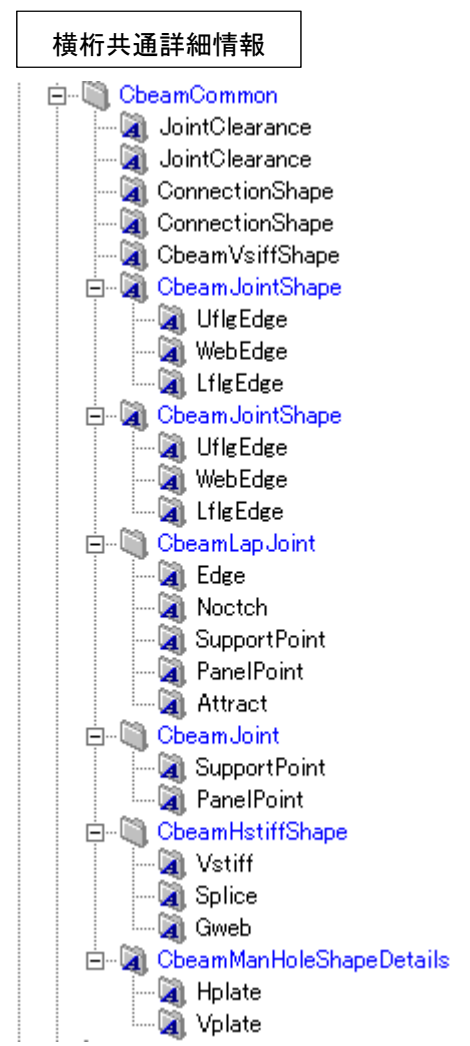 横桁共通詳細情報
CbeamCommon
JointClearance
JointClearance
ConnectionShape
ConnectionShape
CbeamVsiffShape
CbeamJointShape
UflgEdge
WebEdge
LflgEdge
CbeamJointShape
UflgEdge
WebEdge
LflgEdge
CbeamLapJoint
Edge
Noctch
SupportPoint
PanelPoint
Attract
CbeamJoint
SupportPoint
PanelPoint
CbeamHstiffShape
Vstiff
Splice
Gweb
CbeamManHoleShapeDetails
Hplate
Vplate